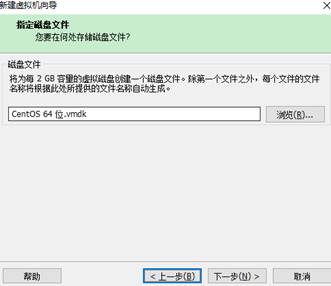 新建虚拟机向导
指定磁盘文件
您要在何处存储磁盘文件?
磁盘文件
将为每 2 GB 容量的虚拟磁盘创建一个磁盘文件。除第一个文件之外，每个文件的文件
名称将根据此处所提供的文件名称自动生成。
CentOS 64 位.vmdk
浏览(R)...
帮助
< 上一步(B)
下一步(N) >
取消